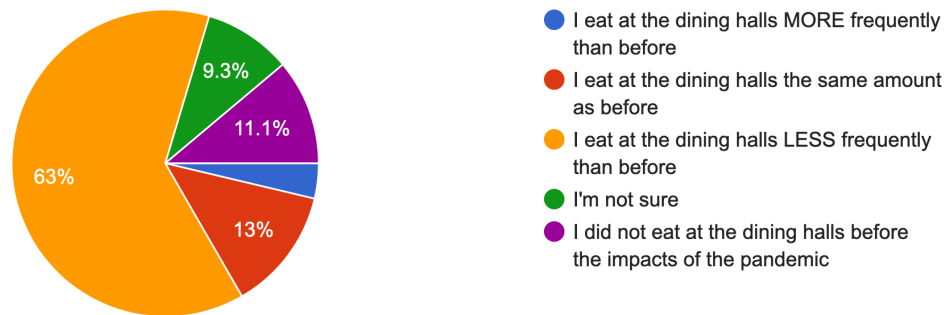 I eat at the dining halls MORE frequently
than before
I eat at the dining halls the same amount
as before
I eat at the dining halls LESS frequently
than before
I'm not sure
I did not eat at the dining halls before
the impacts of the pandemic
9.3%
11.1%
63%
13%